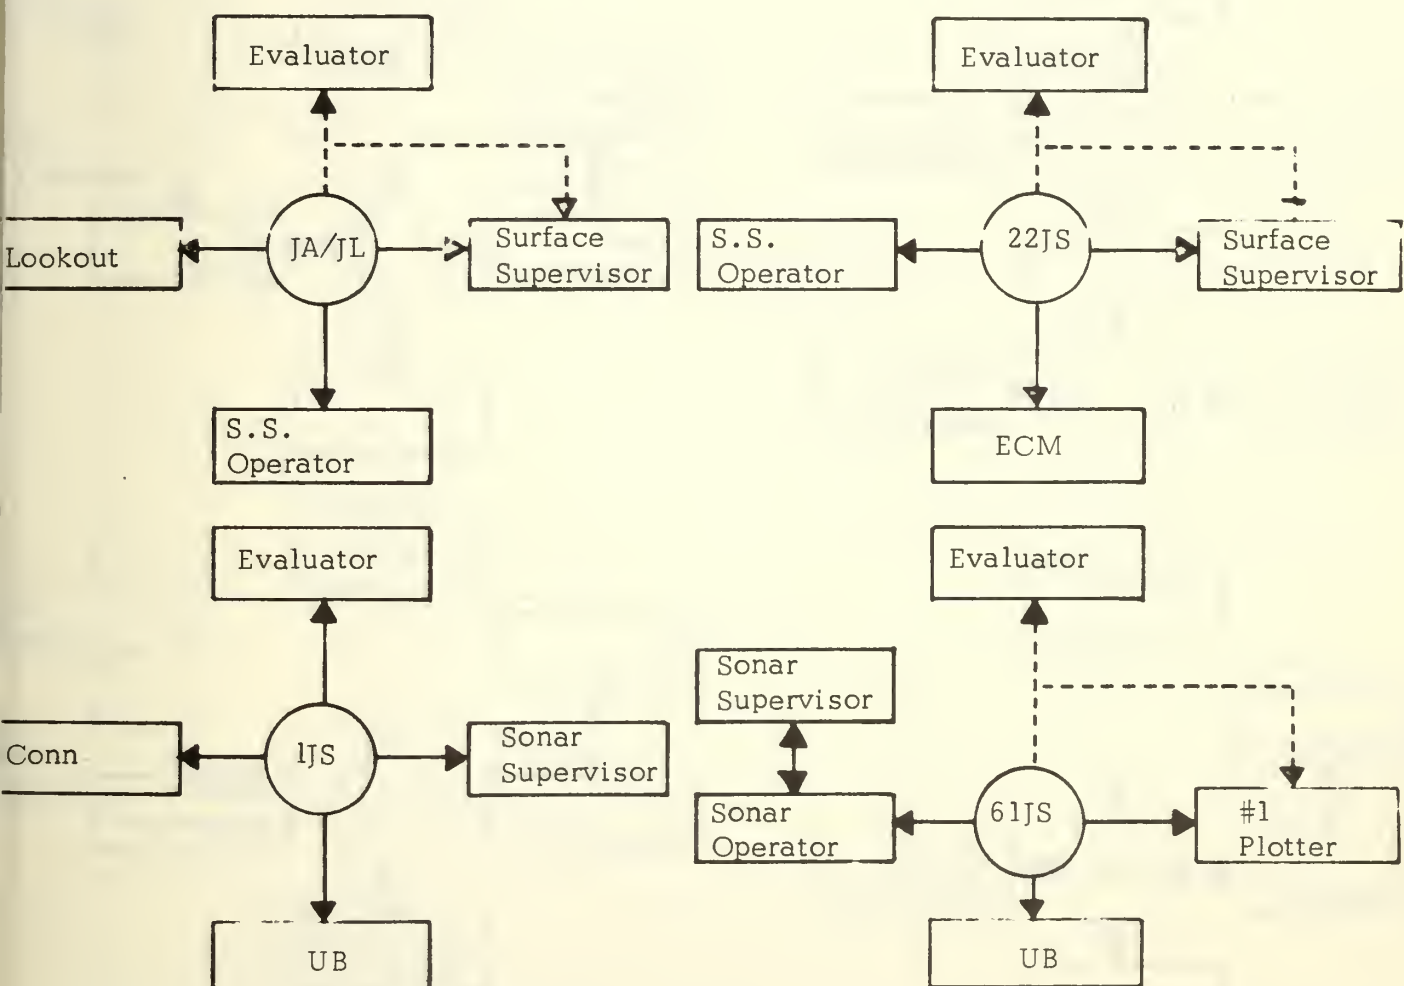 Evaluator
Lookout
JA/JL
Surface
Supervisor
S.S.
Operator
Evaluator
S.S.
Operator
22JS
Surface
Supervisor
ECM
Evaluator
Conn
1JS
Sonar
Supervisor
UB
Evaluator
Sonar
Supervisor
Sonar
Operator
61JS
#1
Plotter
UB